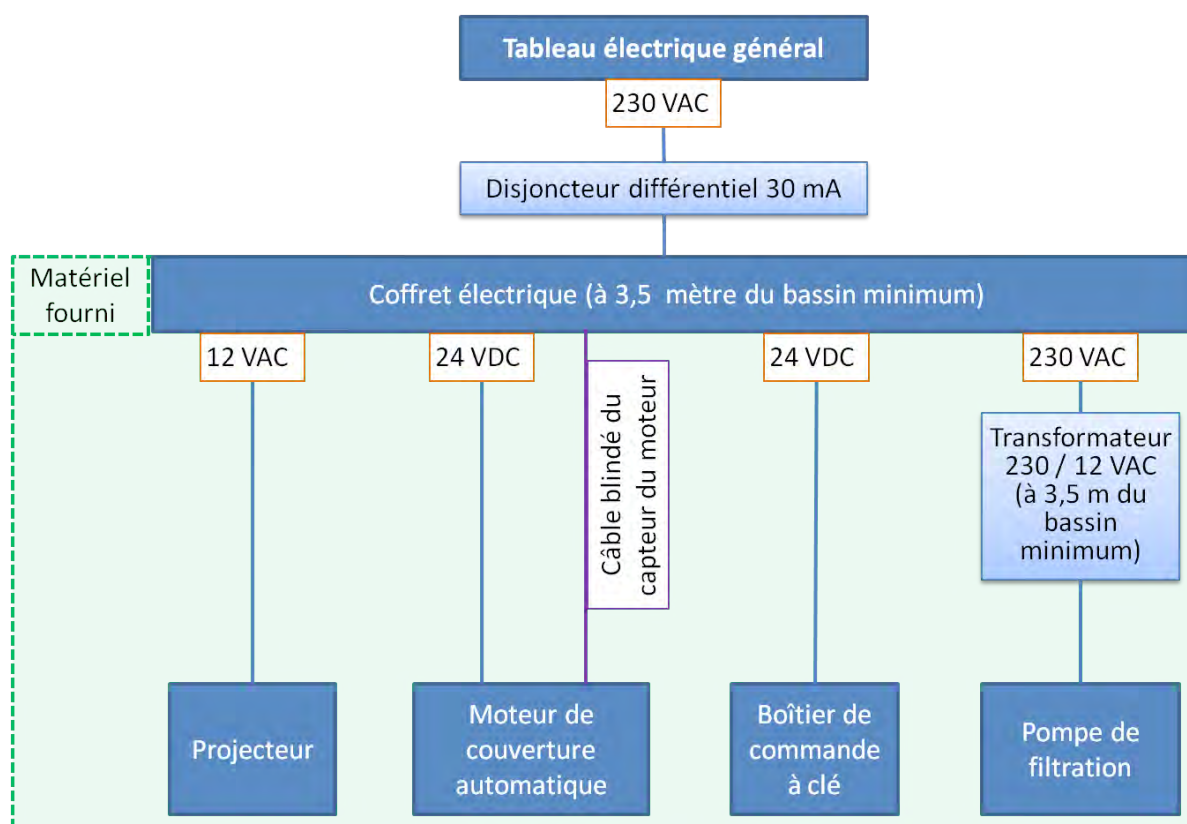 Tableau électrique général
230 VAC
Disjoncteur différentiel 30 mA
Matériel
fourni
Coffret électrique (à 3,5 mètre du bassin minimum)
12 VAC
24 VDC
24 VDC
230 VAC
Câble blindé du
capteur du moteur
Transformateur
230 / 12 VAC
(à 3,5 m du
bassin
minimum)
Projecteur
Moteur de
couverture
automatique
Boîtier de
commande
à clé
Pompe de
filtration